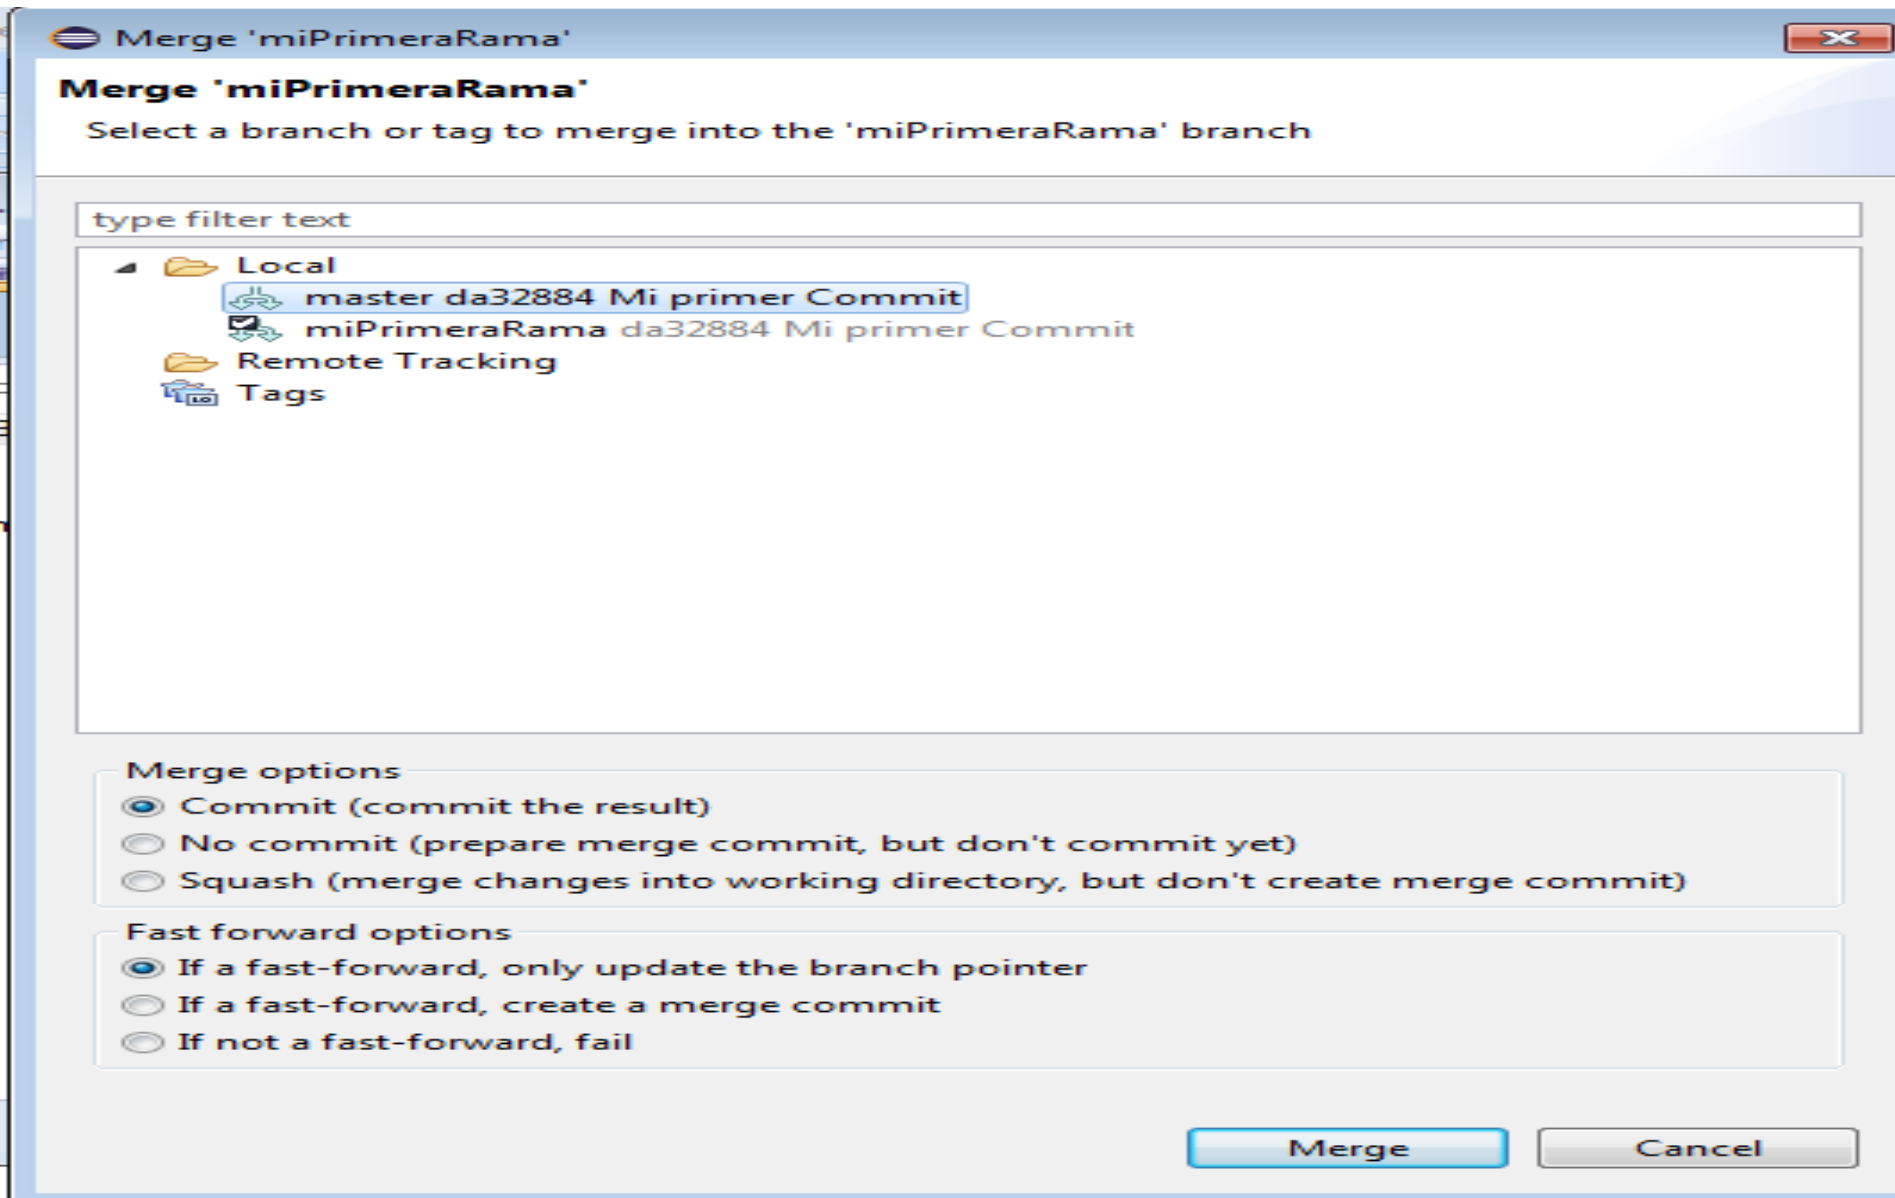 Merge 'miPrimeraRama'
Merge 'miPrimeraRama'
Select a branch or tag to merge into the 'miPrimeraRama' branch
type filter text
Local
master da32884 Mi primer Commit
miPrimeraRama da32884 Mi primer Commit
Remote Tracking
Tags
Merge options
Commit (commit the result)
No commit (prepare merge commit, but don't commit yet)
Squash (merge changes into working directory, but don't create merge commit)
Fast forward options
If a fast-forward, only update the branch pointer
If a fast-forward, create a merge commit
If not a fast-forward, fail
Merge Cancel